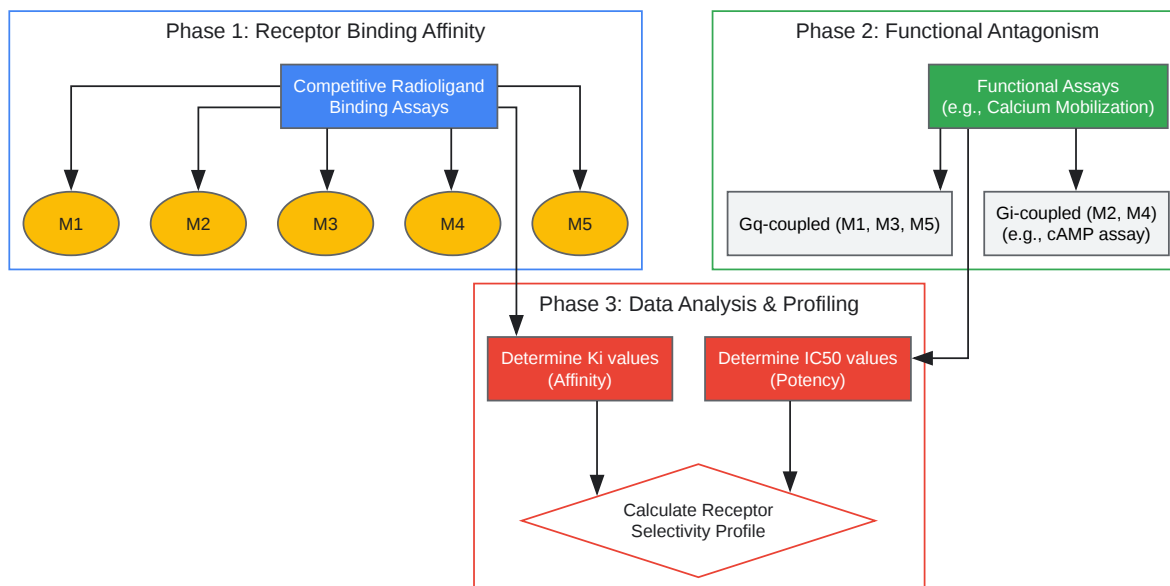 Phase 1: Receptor Binding Affinity
Competitive Radioligand
Binding Assays
M1
M2
M3
M4
M5
Phase 2: Functional Antagonism
Functional Assays
(e.g., Calcium Mobilization)
Gq-coupled (M1, M3, M5)
Gi-coupled (M2, M4)
(e.g., cAMP assay)
Phase 3: Data Analysis & Profiling
Determine Ki values
(Affinity)
Determine IC50 values
(Potency)
Calculate Receptor
Selectivity Profile